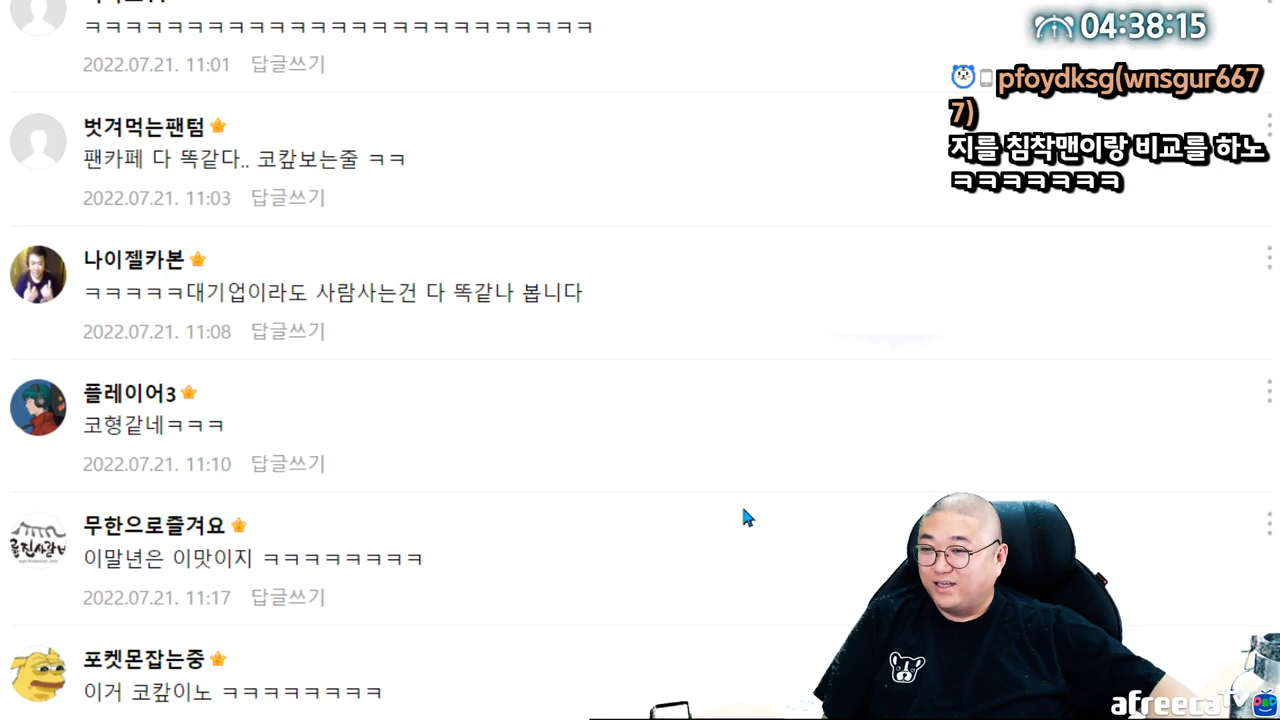 ㅋㅋㅋㅋㅋㅋㅋㅋㅋㅋㅋㅋㅋㅋㅋㅋㅋㅋㅋㅋㅋㅋㅋㅋㅋ
2022.07.21. 11:01 답글쓰기
벗겨먹는팬텀
팬카페 다 똑같다.. 코캎보는줄 ㅋㅋ
2022.07.21. 11:03 답글쓰기
나이젤카본
ㅋㅋㅋㅋㅋ대기업이라도 사람사는건 다 똑같나 봅니다
2022.07.21. 11:08 답글쓰기
플레이어3
코형같네ㅋㅋㅋ
2022.07.21. 11:10 답글쓰기
무한으로즐겨요
이말년은 이맛이지 ㅋㅋㅋㅋㅋㅋㅋㅋ
2022.07.21. 11:17 답글쓰기
포켓몬잡는중
이거 코캎이노 ㅋㅋㅋㅋㅋㅋㅋㅋ
04:38:15
pfoydksg(wnsgur667
7)
지를 침착맨이랑 비교를 하노
ㅋㅋㅋㅋㅋㅋㅋ
afreecaTV